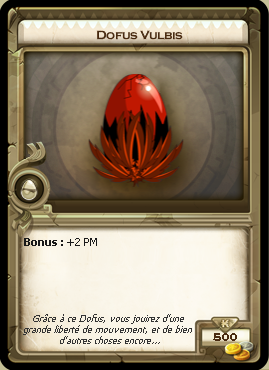 Dofus Vulbis
Bonus : +2 PM
Grâce à ce Dofus, vous jouirez d'une
grande liberté de mouvement, et de bien
d'autres choses encore...
500